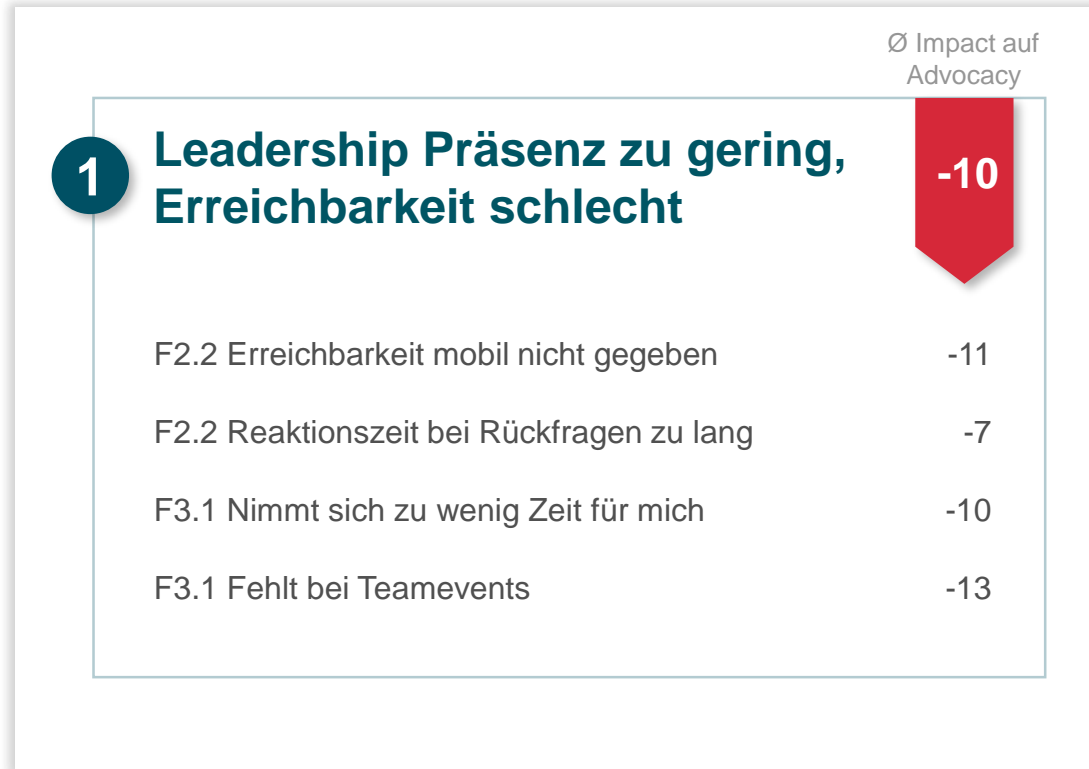 Ø Impact auf
Advocacy
1
Leadership Präsenz zu gering,
Erreichbarkeit schlecht
-10
F2.2 Erreichbarkeit mobil nicht gegeben -11
F2.2 Reaktionszeit bei Rückfragen zu lang -7
F3.1 Nimmt sich zu wenig Zeit für mich -10
F3.1 Fehlt bei Teamevents -13